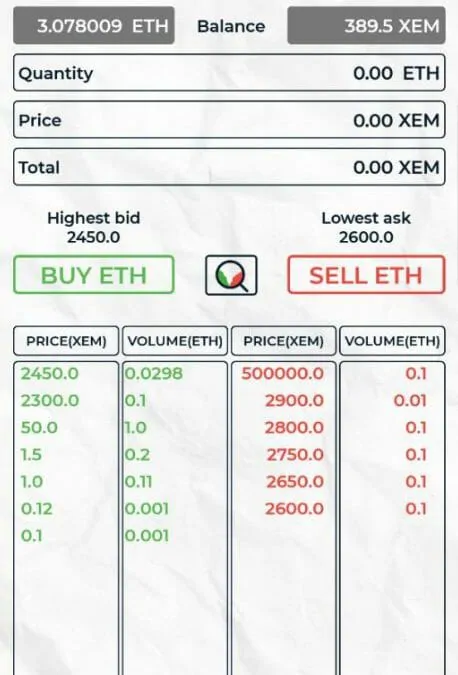 3.078009 ETH Balance 389.5 XEM
Quantity 0.00 ETH
Price 0.00 XEM
Total 0.00 XEM
Highest bid Lowest ask
2450.0 2600.0
BUY ETH SELL ETH
PRICE(XEM) VOLUME(ETH) PRICE(XEM) VOLUME(ETH)
2450.0 0.0298 500000.0 0.1
2300.0 0.1 2900.0 0.01
50.0 1.0 2800.0 0.1
1.5 0.2 2750.0 0.1
1.0 0.11 2650.0 0.1
0.12 0.001 2600.0 0.1
0.1 0.001